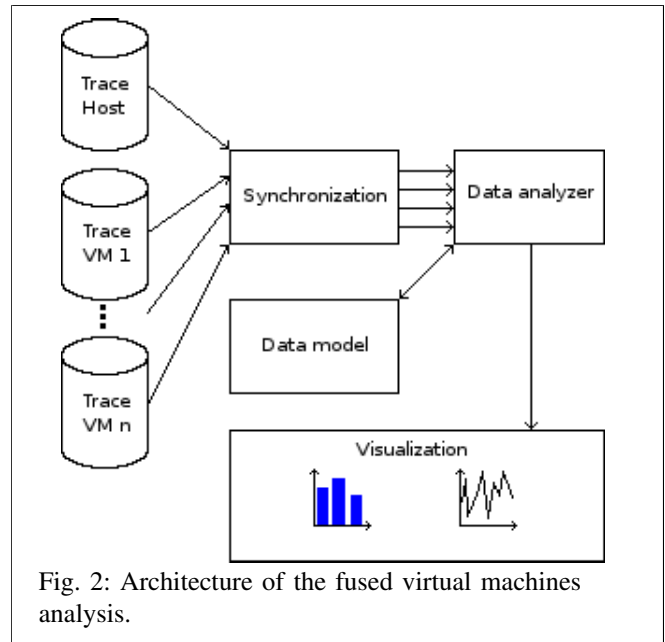 Trace
Host
Trace
VM 1
Trace
VM n
Synchronization
Data analyzer
Data model
Visualization
Fig. 2: Architecture of the fused virtual machines
analysis.